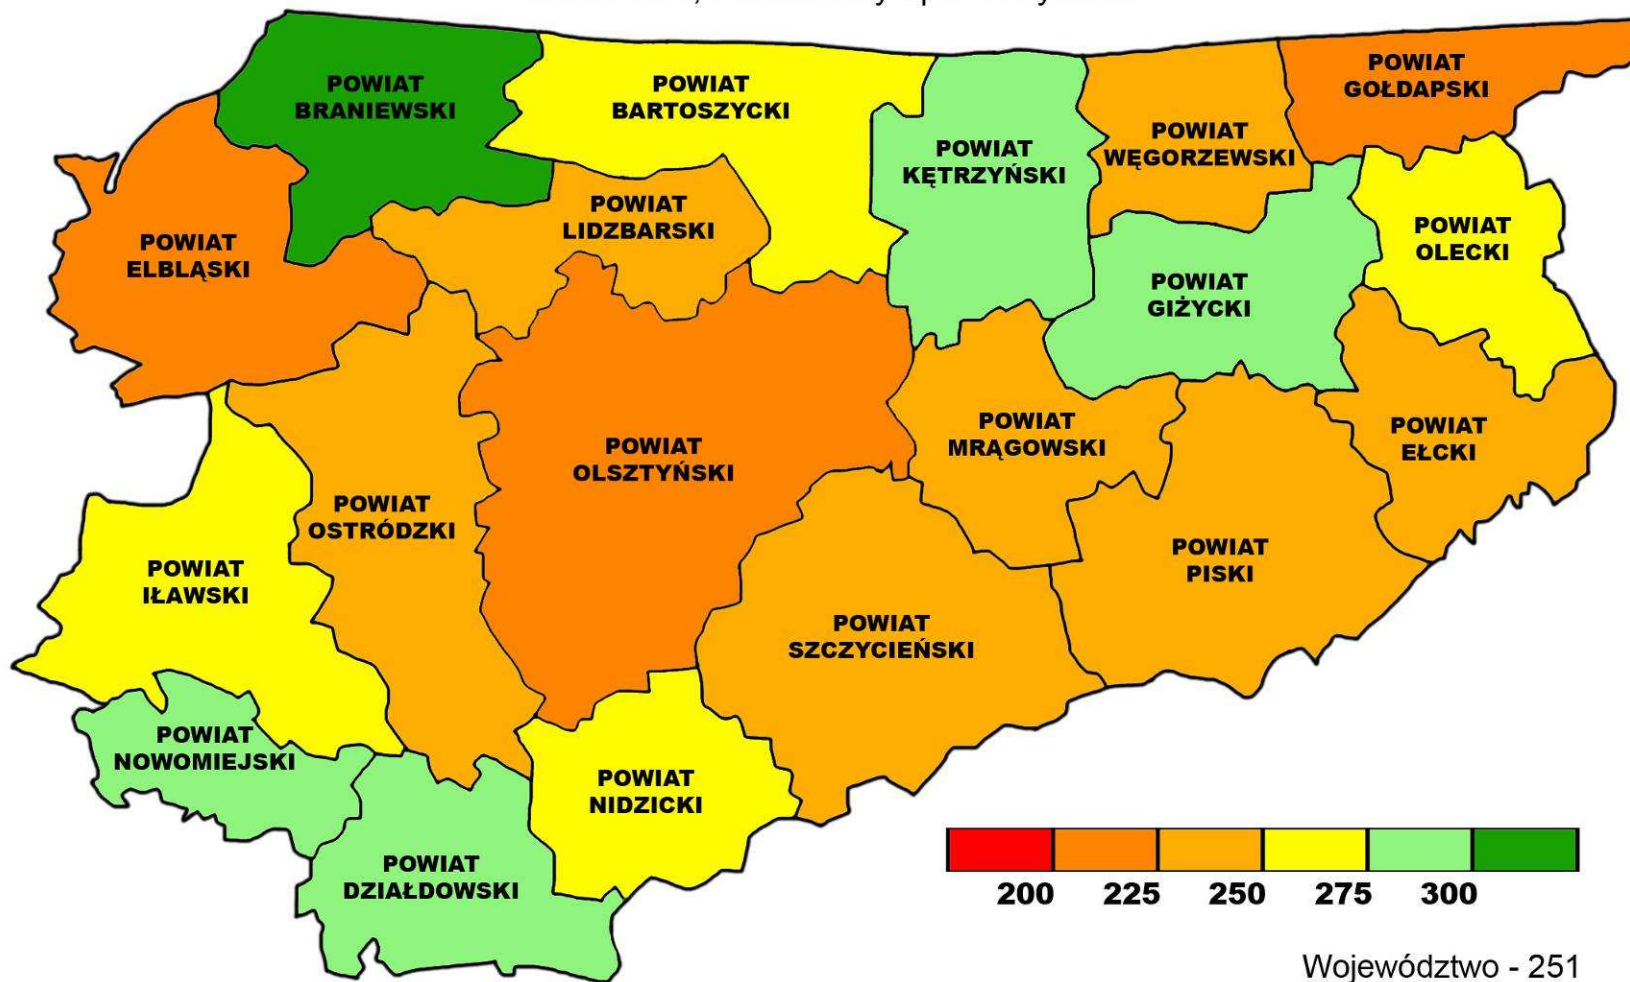 POWIAT
BRANIEWSKI
POWIAT
BARTOSZYCKI
POWIAT
KĘTRZYŃSKI
POWIAT
WĘGORZEWSKI
POWIAT
GOŁDAPSKI
POWIAT
ELBLĄSKI
POWIAT
LIDZBARSKI
POWIAT
GIŻYCKI
POWIAT
OLECKI
POWIAT
OSTRÓDZKI
POWIAT
OLSZTYŃSKI
POWIAT
MRĄGOWSKI
POWIAT
EŁCKI
POWIAT
IŁAWSKI
POWIAT
SZCZYCIEŃSKI
POWIAT
PISKI
POWIAT
NOWOMIEJSKI
POWIAT
NIDZICKI
POWIAT
DZIAŁDOWSKI
200 225 250 275 300
Województwo - 251